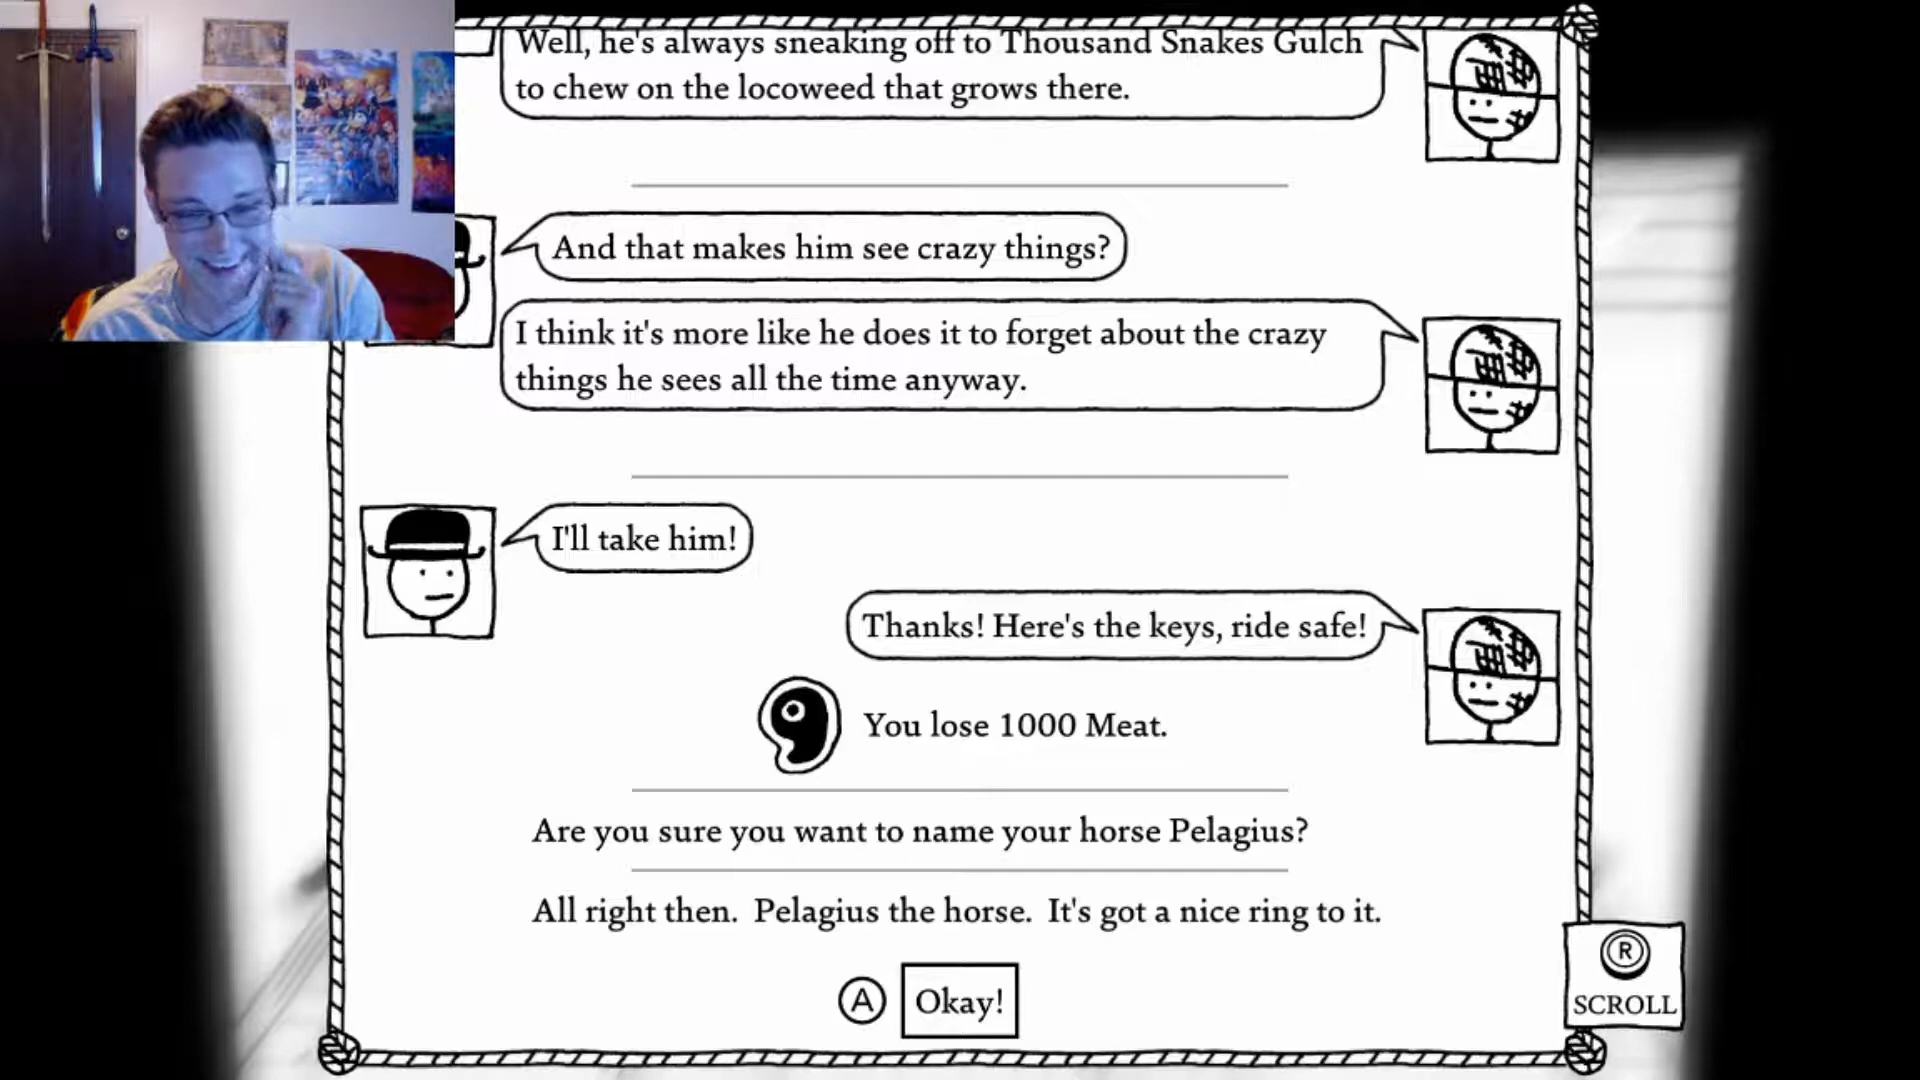 Well, he's always sneaking off to Thousand Snakes Gulch
to chew on the locoweed that grows there.
And that makes him see crazy things?
I think it's more like he does it to forget about the crazy
things he sees all the time anyway.
I'll take him!
Thanks! Here's the keys, ride safe!
You lose 1000 Meat.
Are you sure you want to name your horse Pelagius?
All right then. Pelagius the horse. It's got a nice ring to it.
A Okay!
R
SCROLL